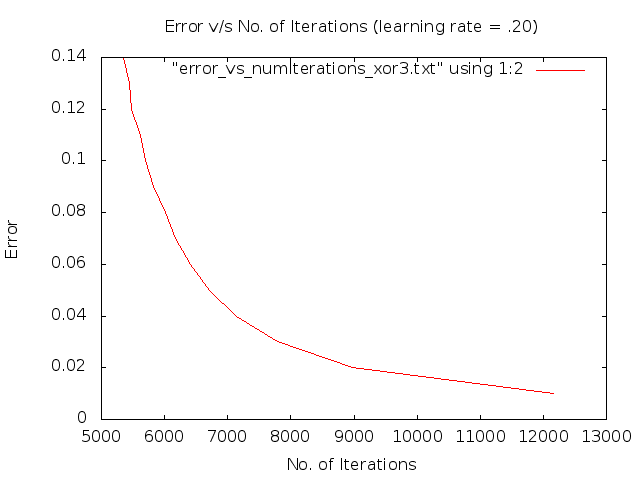 Error v/s No. of Iterations (learning rate = .20)
"error_vs_numIterations_xor3.txt" using 1:2
0.14
0.12
0.1
0.08
0.06
0.04
0.02
0
Error
5000 6000 7000 8000 9000 10000 11000 12000 13000
No. of Iterations